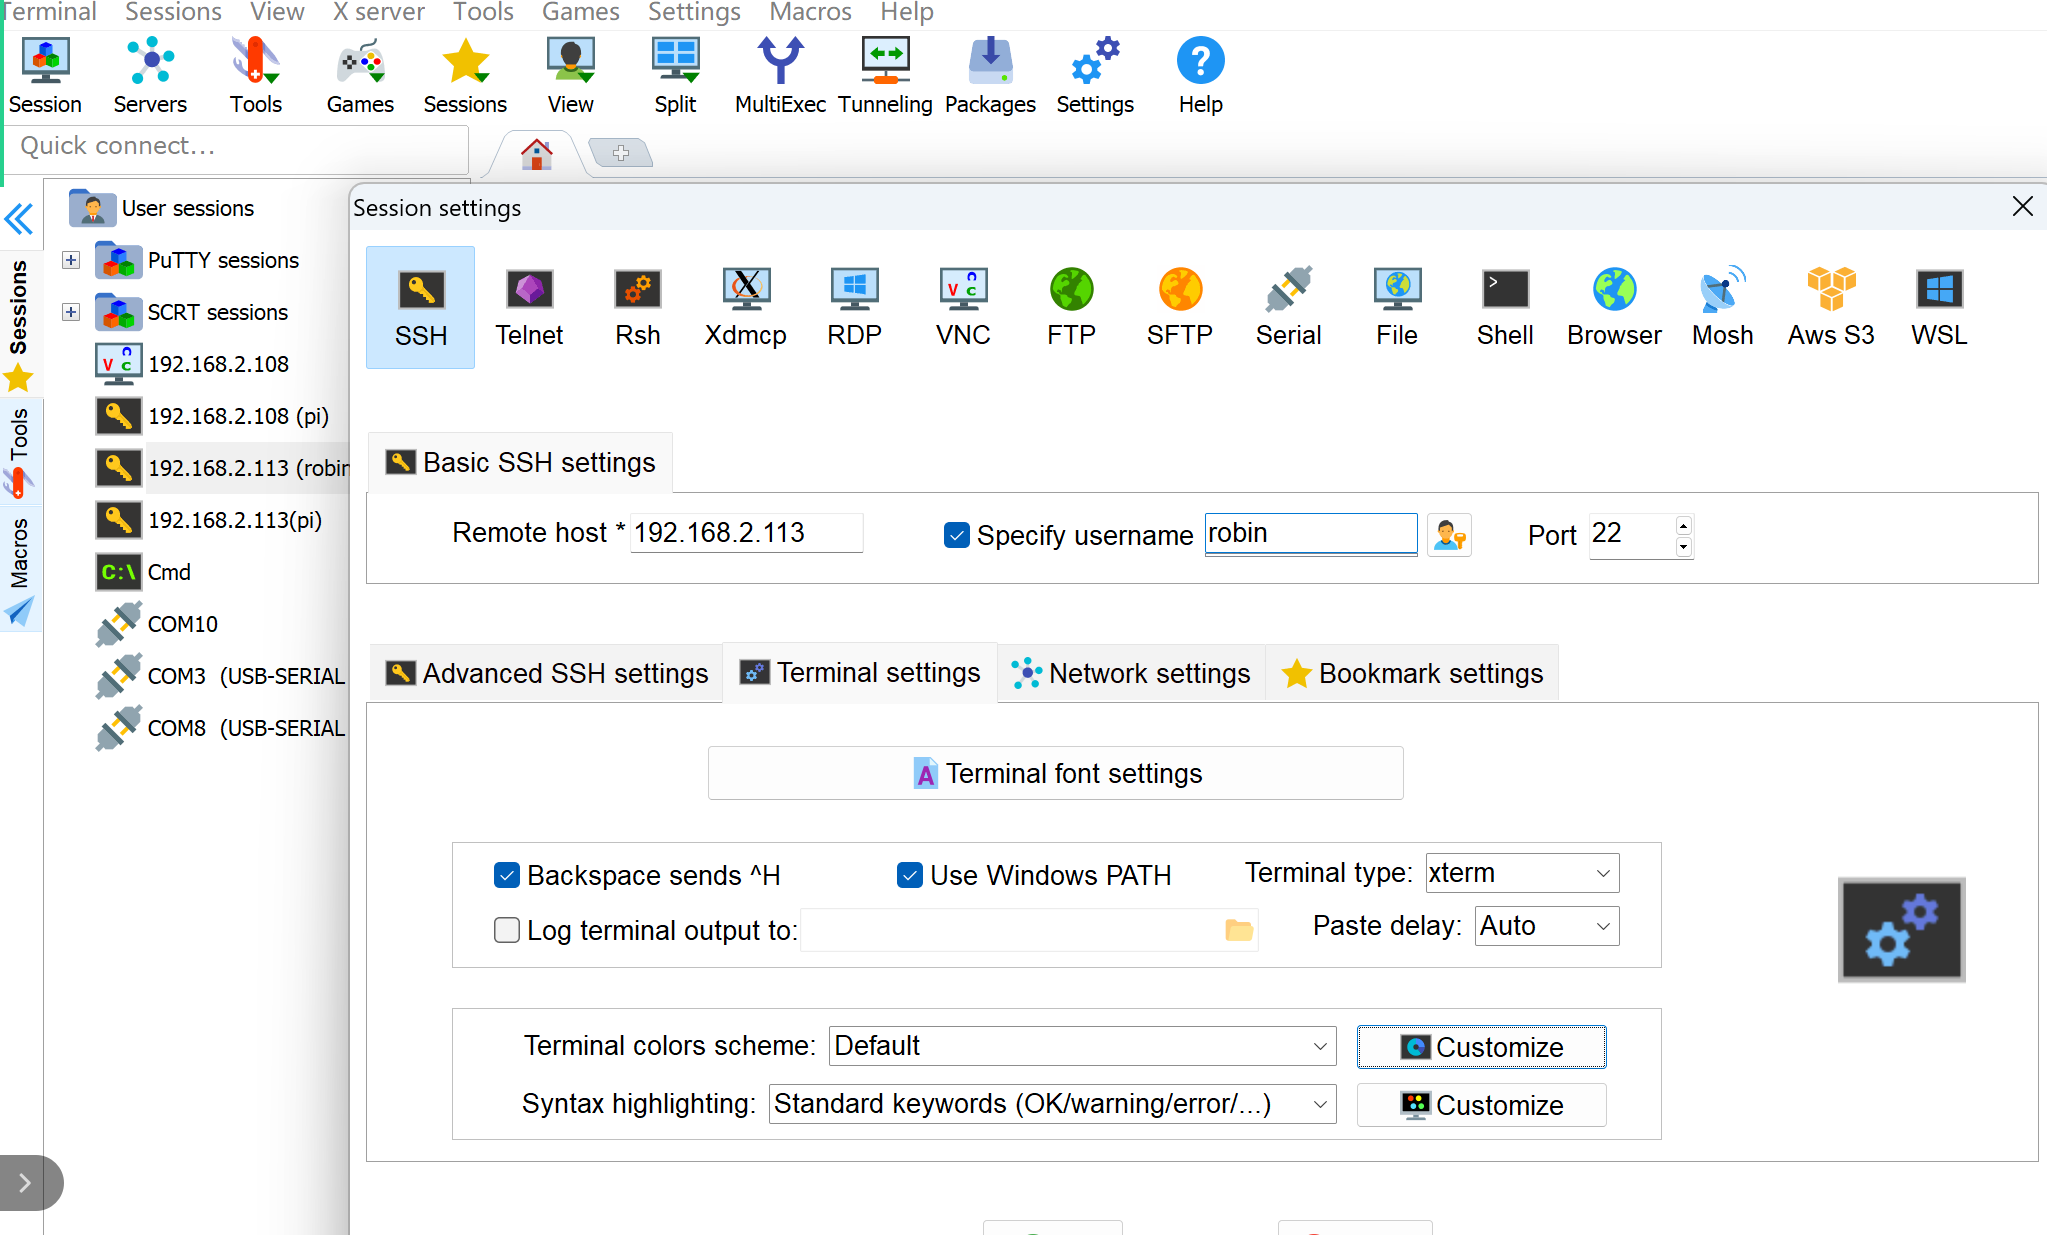 Terminal Sessions View X server Tools Games Settings Macros Help
Session Servers Tools Games Sessions View Split MultiExec Tunneling Packages Settings Help
Quick connect...
Session settings
User sessions
PuTTY sessions
SCRT sessions
192.168.2.108
192.168.2.108 (pi)
192.168.2.113 (robin
192.168.2.113(pi)
Cmd
COM10
COM3 (USB-SERIAL
COM8 (USB-SERIAL
Sessions
Tools
Macros
SSH Telnet Rsh Xdmcp RDP VNC FTP SFTP Serial File Shell Browser Mosh Aws S3 WSL
Basic SSH settings
Remote host * 192.168.2.113 Specify username robin Port 22
Advanced SSH settings Terminal settings Network settings Bookmark settings
Terminal font settings
Backspace sends ^H Use Windows PATH Terminal type: xterm
Log terminal output to: Paste delay: Auto
Terminal colors scheme: Default Customize
Syntax highlighting: Standard keywords (OK/warning/error/...) Customize